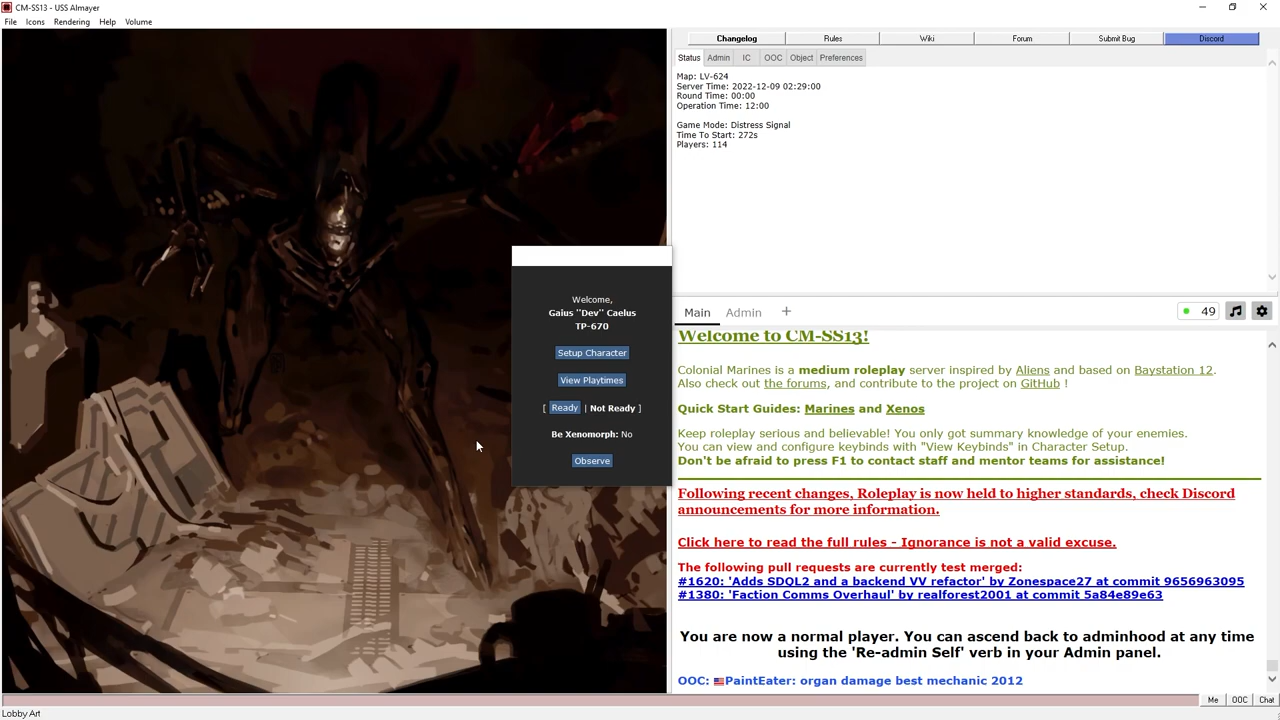 CM-SS13 - USS Almayer
File Icons Rendering Help Volume
Changelog Rules Wiki Forum Submit Bug Discord
Status Admin IC OOC Object Preferences
Map: LV-624
Server Time: 2022-12-09 02:29:00
Round Time: 00:00
Operation Time: 12:00
Game Mode: Distress Signal
Time To Start: 272s
Players: 114
Welcome,
Gaius "Dev" Caelus
TP-670
Setup Character
View Playtimes
[ Ready | Not Ready ]
Be Xenomorph: No
Observe
Main Admin + 49
Welcome to CM-SS13!
Colonial Marines is a medium roleplay server inspired by Aliens and based on Baystation 12.
Also check out the forums, and contribute to the project on GitHub !
Quick Start Guides: Marines and Xenos
Keep roleplay serious and believable! You only got summary knowledge of your enemies.
You can view and configure keybinds with "View Keybinds" in Character Setup.
Don't be afraid to press F1 to contact staff and mentor teams for assistance!
Following recent changes, Roleplay is now held to higher standards, check Discord
announcements for more information.
Click here to read the full rules - Ignorance is not a valid excuse.
The following pull requests are currently test merged:
#1620: 'Adds SDQL2 and a backend VV refactor' by Zonespace27 at commit 9656963095
#1380: 'Faction Comms Overhaul' by realforest2001 at commit 5a84e89e63
You are now a normal player. You can ascend back to adminhood at any time
using the 'Re-admin Self' verb in your Admin panel.
OOC: PaintEater: organ damage best mechanic 2012
Me OOC Chat
Lobby Art